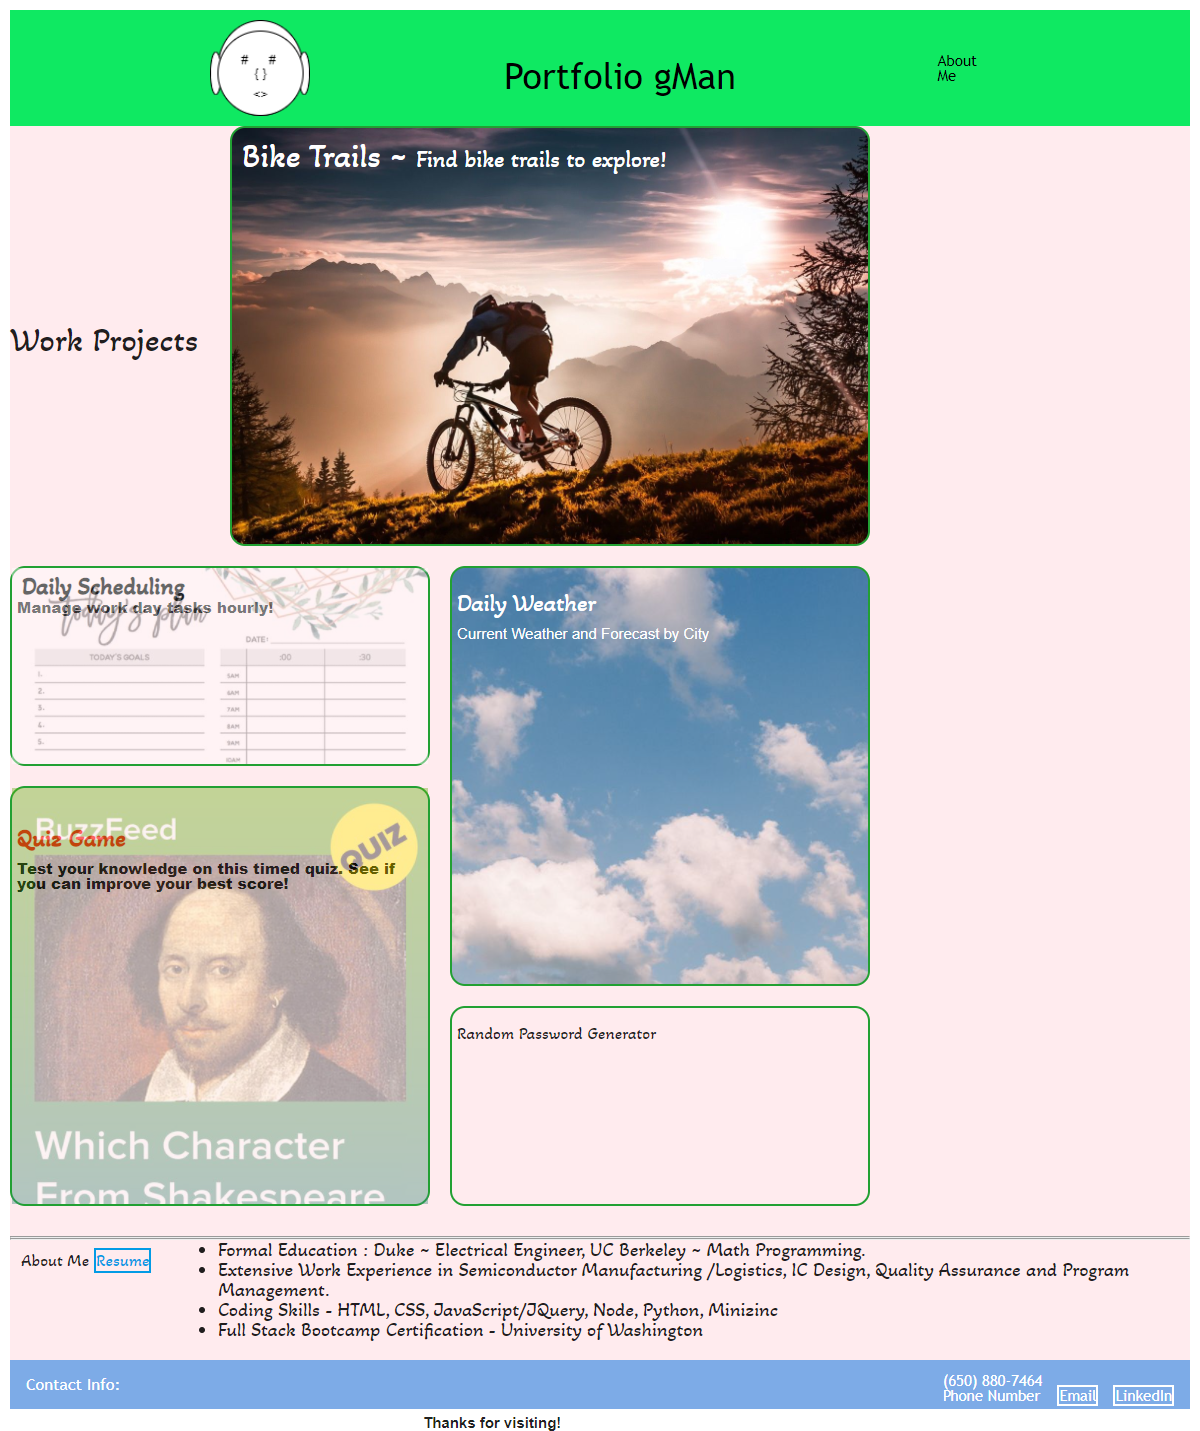 # #
{ }
<>
Portfolio gMan
About
Me
Bike Trails ~ Find bike trails to explore!
Work Projects
Daily Scheduling
Manage work day tasks hourly!
today's plan
DATE:
TODAY'S GOALS :00 :30
1.
2.
3.
4.
5.
5AM
6AM
7AM
8AM
9AM
10AM
Daily Weather
Current Weather and Forecast by City
BuzzFeed
QUIZ
Quiz Game
Test your knowledge on this timed quiz. See if
you can improve your best score!
Which Character
From Shakespeare
Random Password Generator
About Me Resume
• Formal Education : Duke ~ Electrical Engineer, UC Berkeley ~ Math Programming.
• Extensive Work Experience in Semiconductor Manufacturing /Logistics, IC Design, Quality Assurance and Program
Management.
• Coding Skills - HTML, CSS, JavaScript/JQuery, Node, Python, Minizinc
• Full Stack Bootcamp Certification - University of Washington
Contact Info:
(650) 880-7464
Phone Number Email LinkedIn
Thanks for visiting!